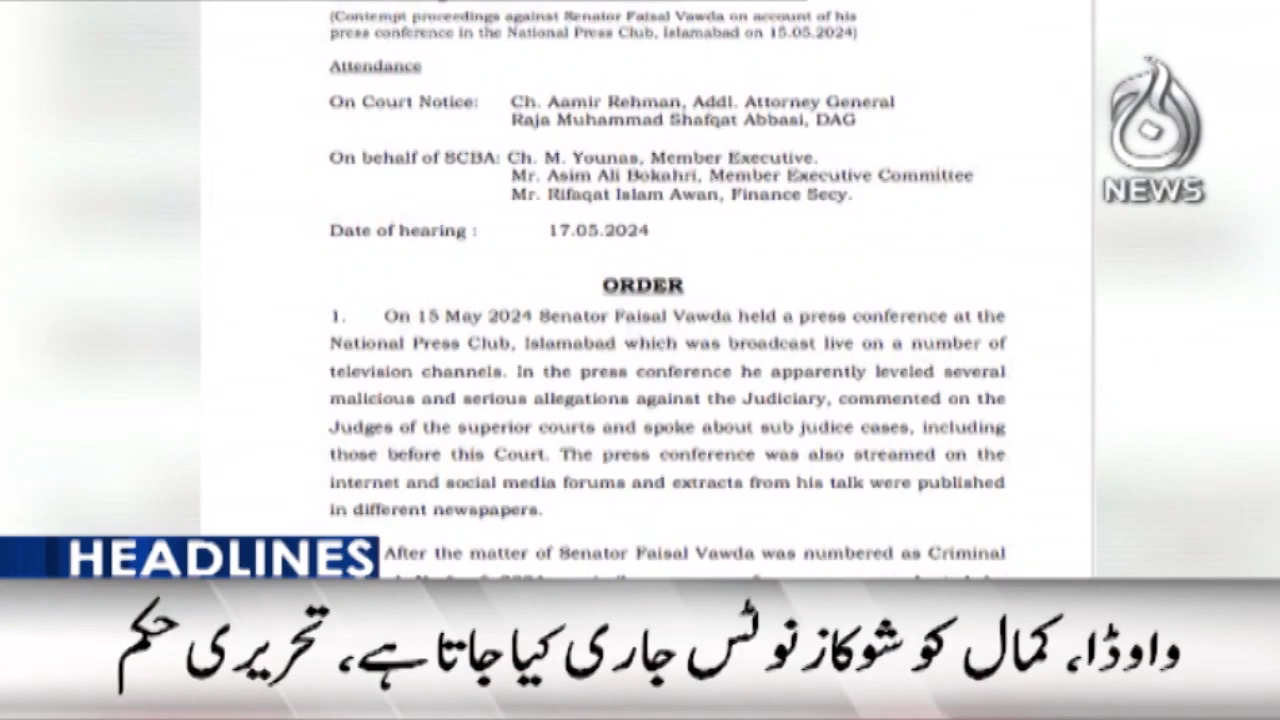 (Contempt proceedings against Senator Faisal Vawda on account of his
press conference in the National Press Club, Islamabad on 15.05.2024)
Attendance
On Court Notice: Ch. Aamir Rehman, Addl. Attorney General
Raja Muhammad Shafqat Abbasi, DAG
On behalf of SCBA: Ch. M. Younas, Member Executive.
Mr. Asim Ali Bokahri, Member Executive Committee
Mr. Rifaqat Islam Awan, Finance Secy.
Date of hearing : 17.05.2024
ORDER
1. On 15 May 2024 Senator Faisal Vawda held a press conference at the
National Press Club, Islamabad which was broadcast live on a number of
television channels. In the press conference he apparently leveled several
malicious and serious allegations against the Judiciary, commented on the
Judges of the superior courts and spoke about sub judice cases, including
those before this Court. The press conference was also streamed on the
internet and social media forums and extracts from his talk were published
in different newspapers.
After the matter of Senator Faisal Vawda was numbered as Criminal
NEWS
HEADLINES
واوڈا، کمال کو شوکاز نوٹس جاری کیا جاتا ہے، تحریری حکم